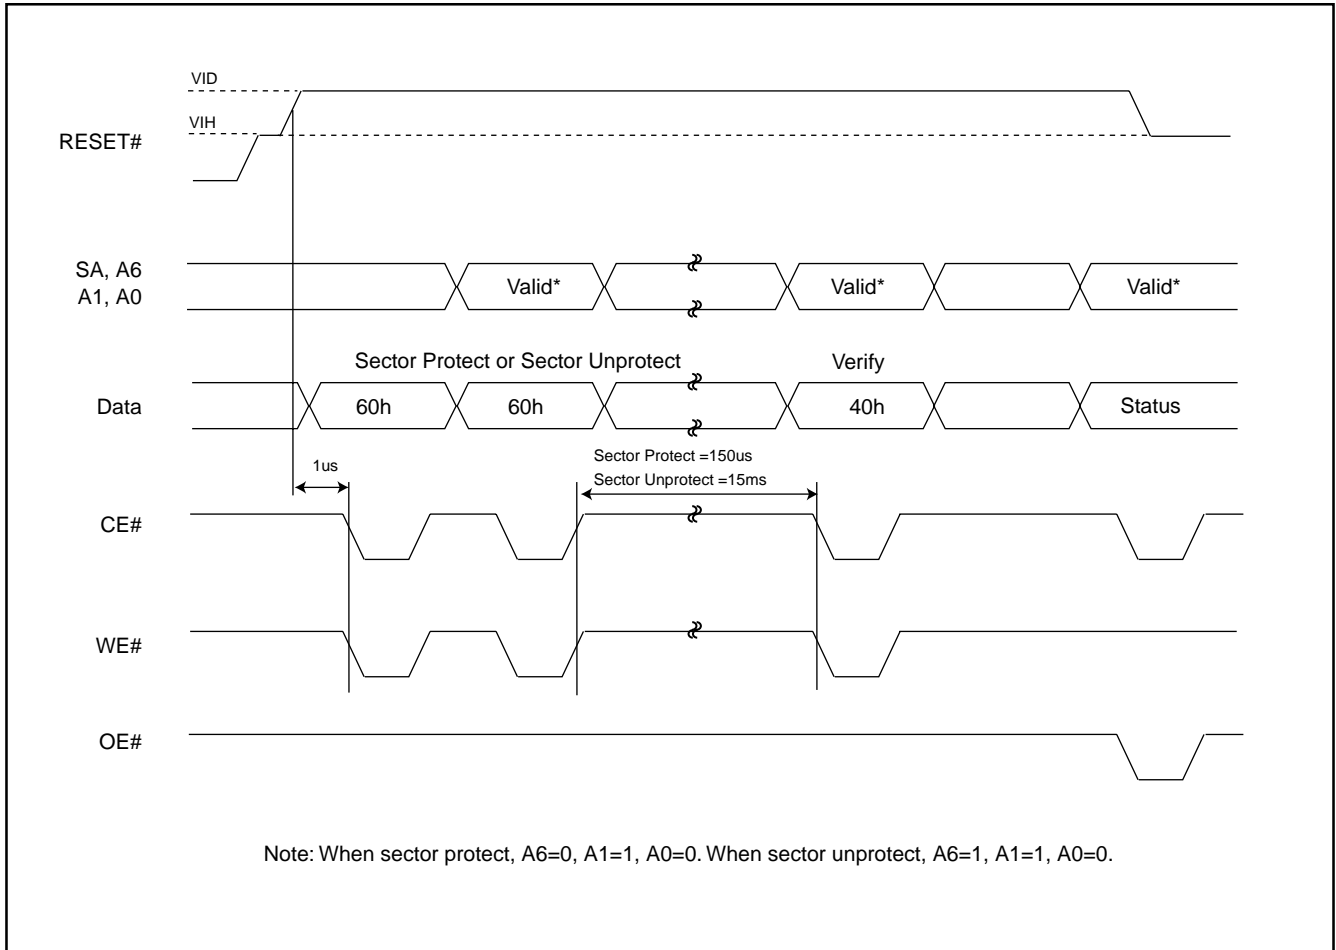 VID
VIH
RESET#
SA, A6
A1, A0
Valid*
Valid*
Valid*
Sector Protect or Sector Unprotect
Verify
Data
60h
60h
40h
Status
Sector Protect =150us
1us
Sector Unprotect =15ms
CE#
WE#
OE#
Note: When sector protect, A6=0, A1=1, A0=0. When sector unprotect, A6=1, A1=1, A0=0.